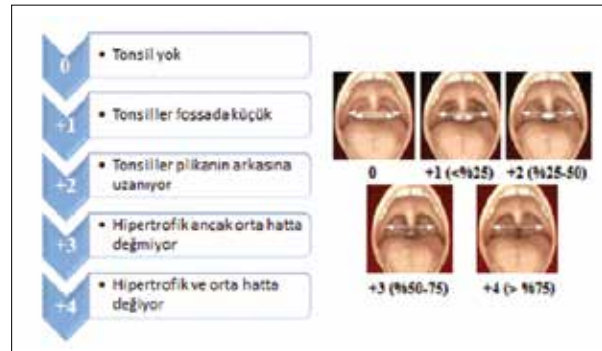 0
• Tonsil yok
+1
• Tonsiller fossada küçük
+2
• Tonsiller plikanın arkasına
uzanıyor
+3
• Hipertrofik ancak orta hatta
değmiyor
+4
• Hipertrofik ve orta hatta
değiyor
0 +1 (<%25) +2 (%25-50)
+3 (%50-75) +4 (> %75)